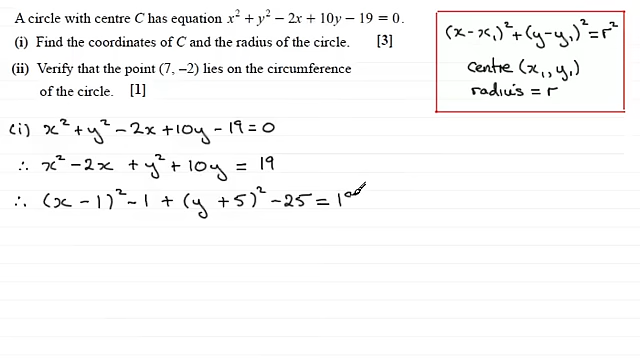 A circle with centre C has equation x² + y² − 2x + 10y − 19 = 0.
(i) Find the coordinates of C and the radius of the circle. [3]
(ii) Verify that the point (7, −2) lies on the circumference
of the circle. [1]
(x − x₁)² + (y − y₁)² = r²
centre (x₁, y₁)
radius = r
(i) x² + y² − 2x + 10y − 19 = 0
∴ x² − 2x + y² + 10y = 19
∴ (x − 1)² − 1 + (y + 5)² − 25 = 1